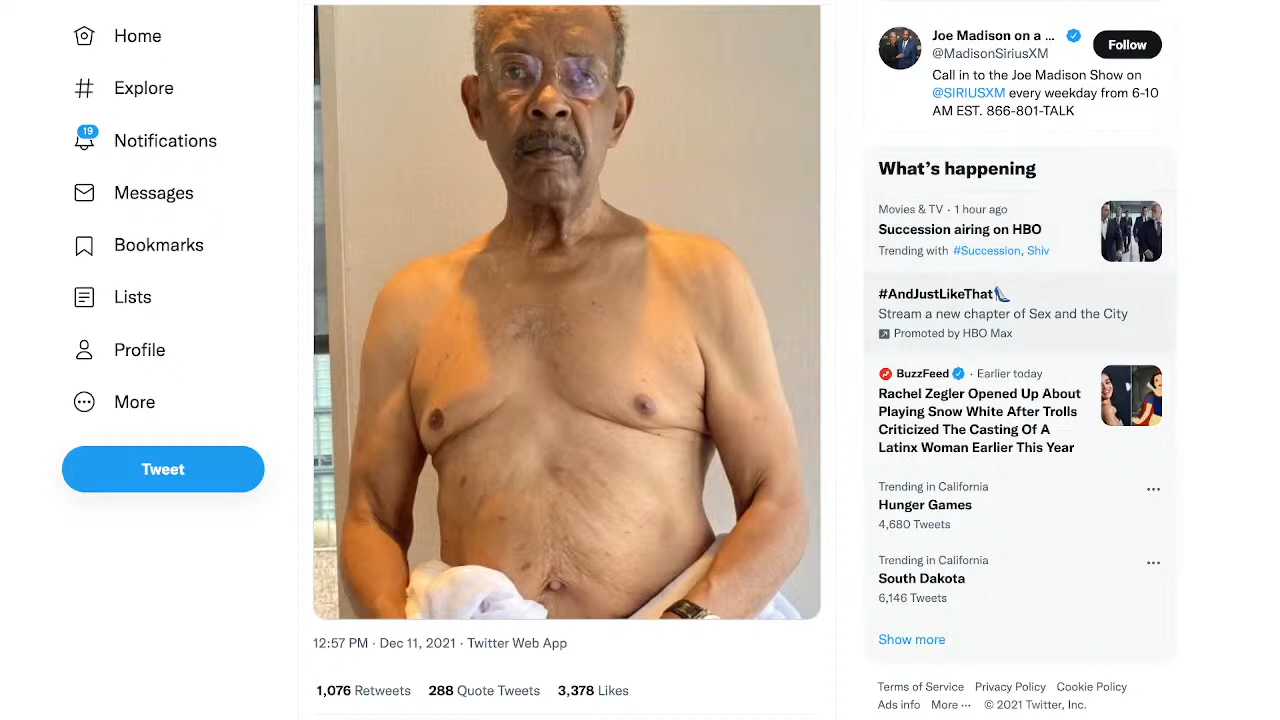 Home
Explore
19
Notifications
Messages
Bookmarks
Lists
Profile
More
Tweet
12:57 PM · Dec 11, 2021 · Twitter Web App
1,076 Retweets 288 Quote Tweets 3,378 Likes
Joe Madison on a ...
@MadisonSiriusXM
Follow
Call in to the Joe Madison Show on
@SIRIUSXM every weekday from 6-10
AM EST. 866-801-TALK
What's happening
Movies & TV · 1 hour ago
Succession airing on HBO
Trending with #Succession, Shiv
#AndJustLikeThat👠
Stream a new chapter of Sex and the City
Promoted by HBO Max
BuzzFeed · Earlier today
Rachel Zegler Opened Up About
Playing Snow White After Trolls
Criticized The Casting Of A
Latinx Woman Earlier This Year
Trending in California
Hunger Games
4,680 Tweets
Trending in California
South Dakota
6,146 Tweets
Show more
Terms of Service Privacy Policy Cookie Policy
Ads info More ··· © 2021 Twitter, Inc.